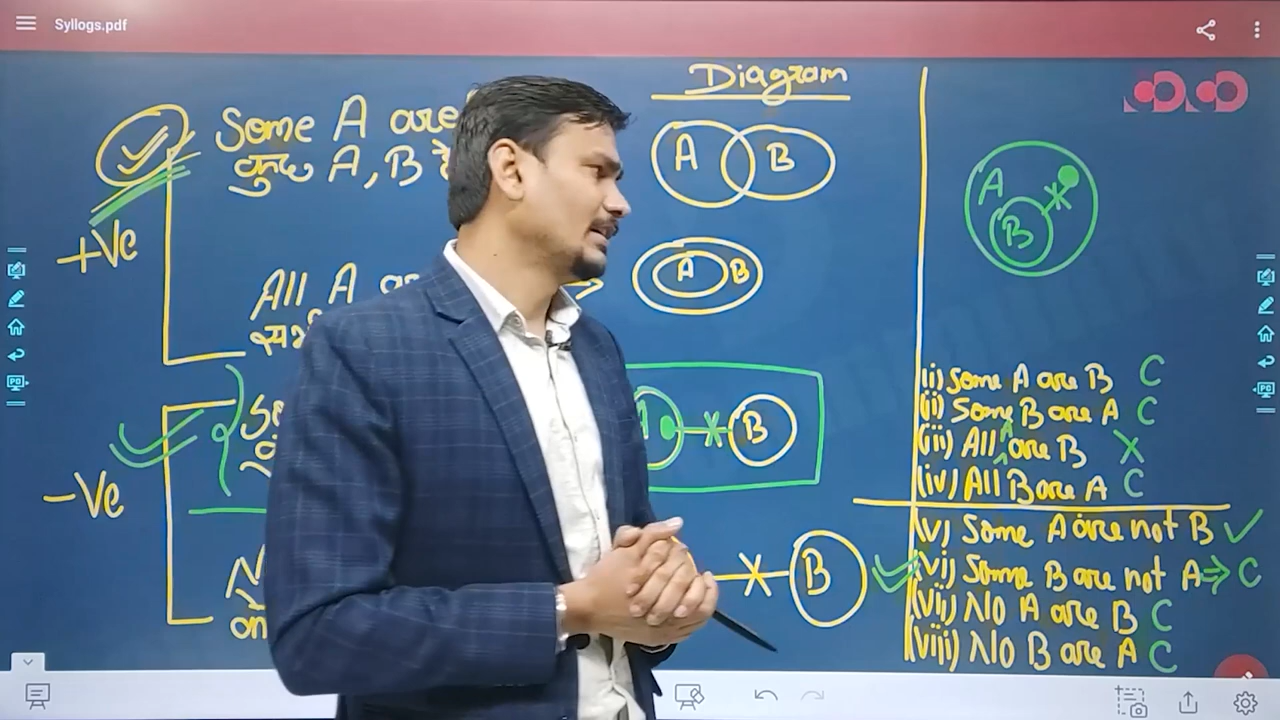 Syllogs.pdf
Diagram
Some A are
कुछ A, B
A B
+Ve
All A
A B
A B
-Ve
A B
B
(i) Some A are B C
(ii) Some B are A C
(iii) All A are B X
(iv) All B are A C
(v) Some A are not B ✓
(vi) Some B are not A ⇒ C
(vii) No A are B C
(viii) No B are A C